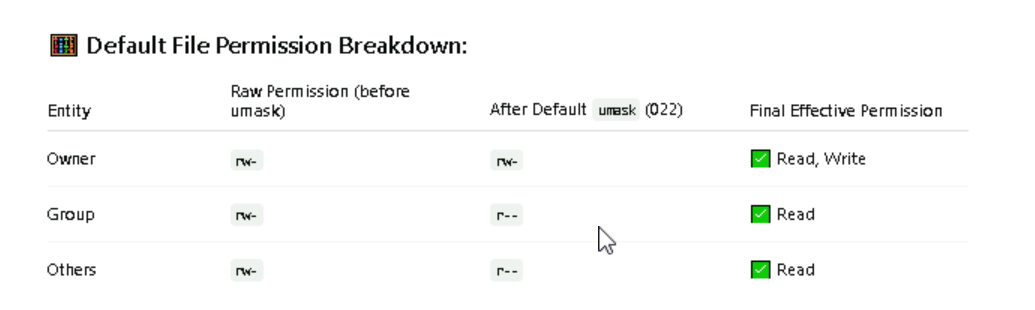 🧮 Default File Permission Breakdown:
Entity
Raw Permission (before
umask)
After Default umask (022)
Final Effective Permission
Owner rw- rw- ✅ Read, Write
Group rw- r-- ✅ Read
Others rw- r-- ✅ Read